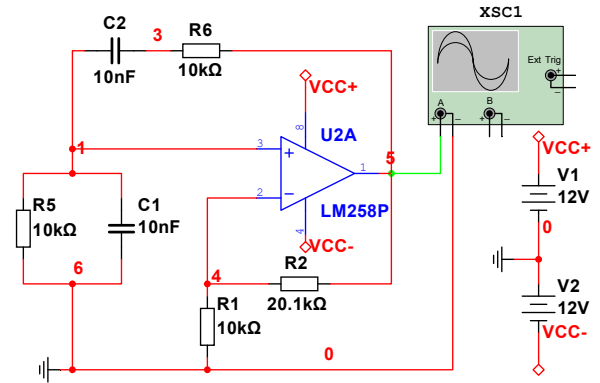 XSC1
C2
3
R6
10nF
10kΩ
Ext Trig
+
_
A
B
+ _
+ _
VCC+
8
U2A
1
3
+
1
5
2
−
LM258P
4
VCC-
R5
10kΩ
C1
10nF
6
4
R2
20.1kΩ
R1
10kΩ
0
VCC+
V1
12V
0
V2
12V
VCC-